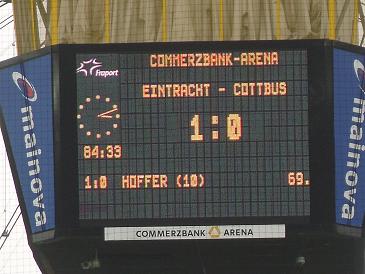 Fraport
COMMERZBANK-ARENA
EINTRACHT - COTTBUS
1:0
84:33
1:0 HOFFER (10) 69.
mainova
mainova
COMMERZBANK ARENA